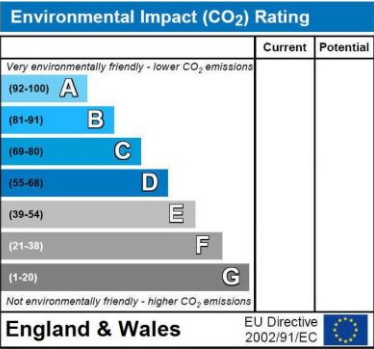 Environmental Impact (CO₂) Rating
Current Potential
Very environmentally friendly - lower CO₂ emissions
(92-100) A
(81-91) B
(69-80) C
(55-68) D
(39-54) E
(21-38) F
(1-20) G
Not environmentally friendly - higher CO₂ emissions
England & Wales
EU Directive
2002/91/EC